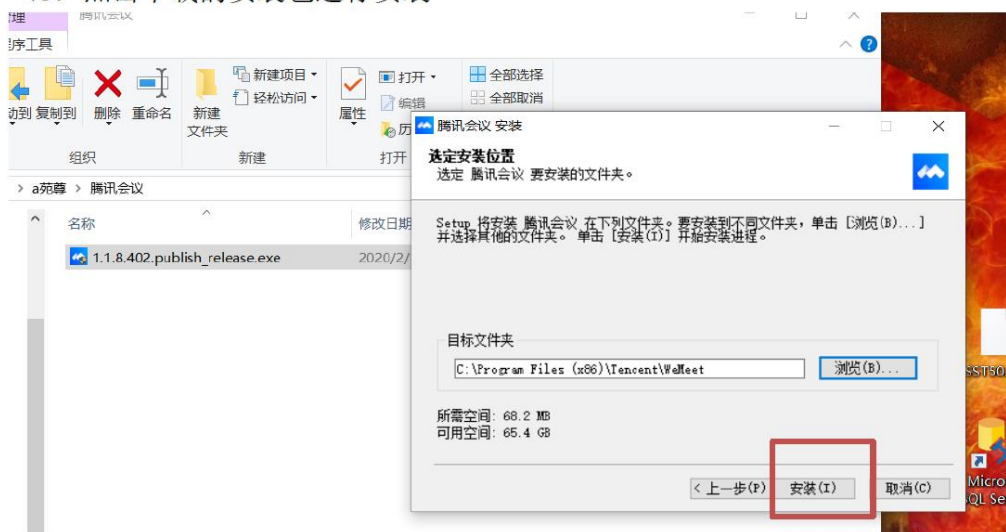 腾讯会议
程序工具
新建项目
打开
全部选择
轻松访问
编辑
全部取消
复制到
删除
重命名
新建
文件夹
属性
组织
新建
打开
> a苑尊 > 腾讯会议
名称
修改日期
1.1.8.402.publish_release.exe
2020/2/
腾讯会议 安装
选定安装位置
选定 腾讯会议 要安装的文件夹。
Setup 将安装 腾讯会议 在下列文件夹。要安装到不同文件夹，单击 [浏览(B)...]
并选择其他的文件夹。 单击 [安装(I)] 开始安装进程。
目标文件夹
C:\Program Files (x86)\Tencent\WeMeet
浏览(B)...
所需空间: 68.2 MB
可用空间: 65.4 GB
< 上一步(P)
安装(I)
取消(C)
SST50
Micro
QL Se